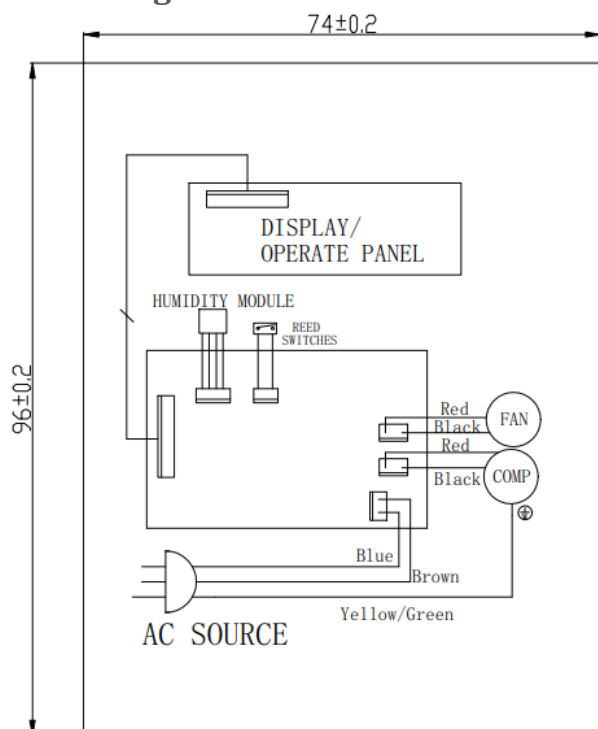 74±0.2
96±0.2
DISPLAY/
OPERATE PANEL
HUMIDITY MODULE
REED
SWITCHES
Red
Black
FAN
Red
Black
COMP
Blue
Brown
Yellow/Green
AC SOURCE